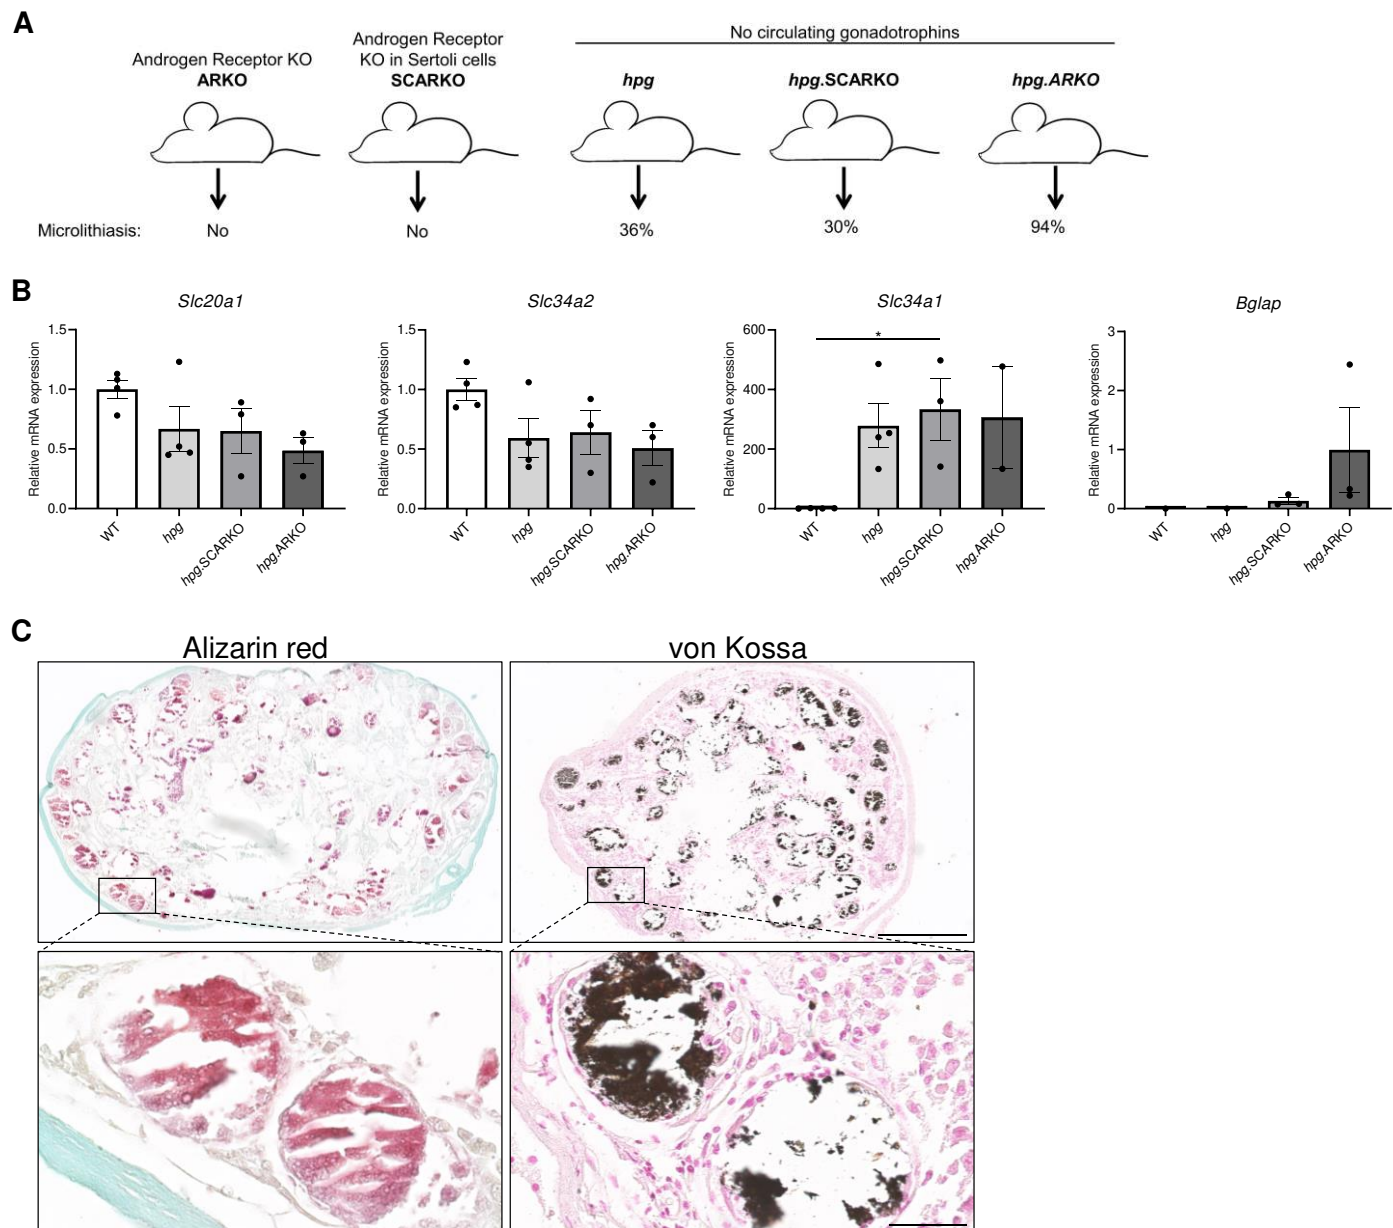 A
Androgen Receptor KO
ARKO
Androgen Receptor
KO in Sertoli cells
SCARKO
No circulating gonadotrophins
hpg
hpg.SCARKO
hpg.ARKO
Microlithiasis:
No
No
36%
30%
94%
B
Slc20a1
Relative mRNA expression
1.5
1.0
0.5
0.0
WT
hpg
hpg.SCARKO
hpg.ARKO
Slc34a2
Relative mRNA expression
1.5
1.0
0.5
0.0
WT
hpg
hpg.SCARKO
hpg.ARKO
Slc34a1
Relative mRNA expression
600
400
200
0
*
WT
hpg
hpg.SCARKO
hpg.ARKO
Bglap
Relative mRNA expression
3
2
1
0
WT
hpg
hpg.SCARKO
hpg.ARKO
C
Alizarin red
von Kossa